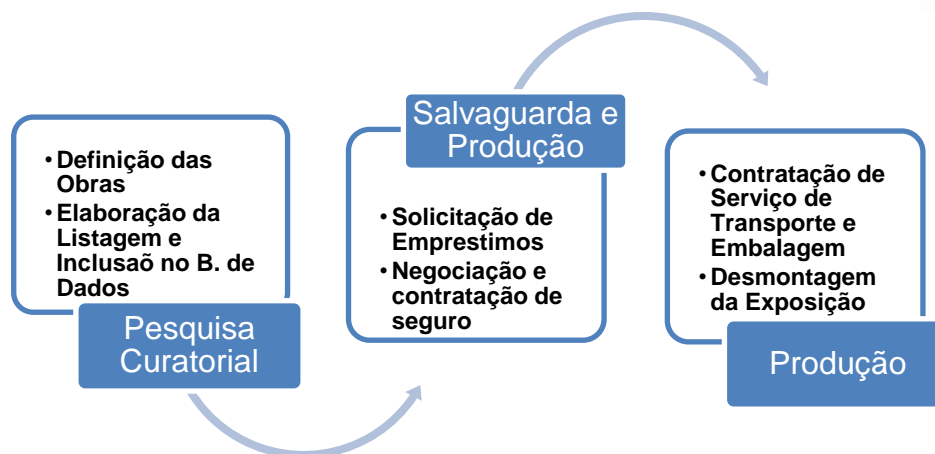 • Definição das
Obras
• Elaboração da
Listagem e
Inclusaõ no B. de
Dados
Pesquisa
Curatorial
Salvaguarda e
Produção
• Solicitação de
Emprestimos
• Negociação e
contratação de
seguro
• Contratação de
Serviço de
Transporte e
Embalagem
• Desmontagem
da Exposição
Produção